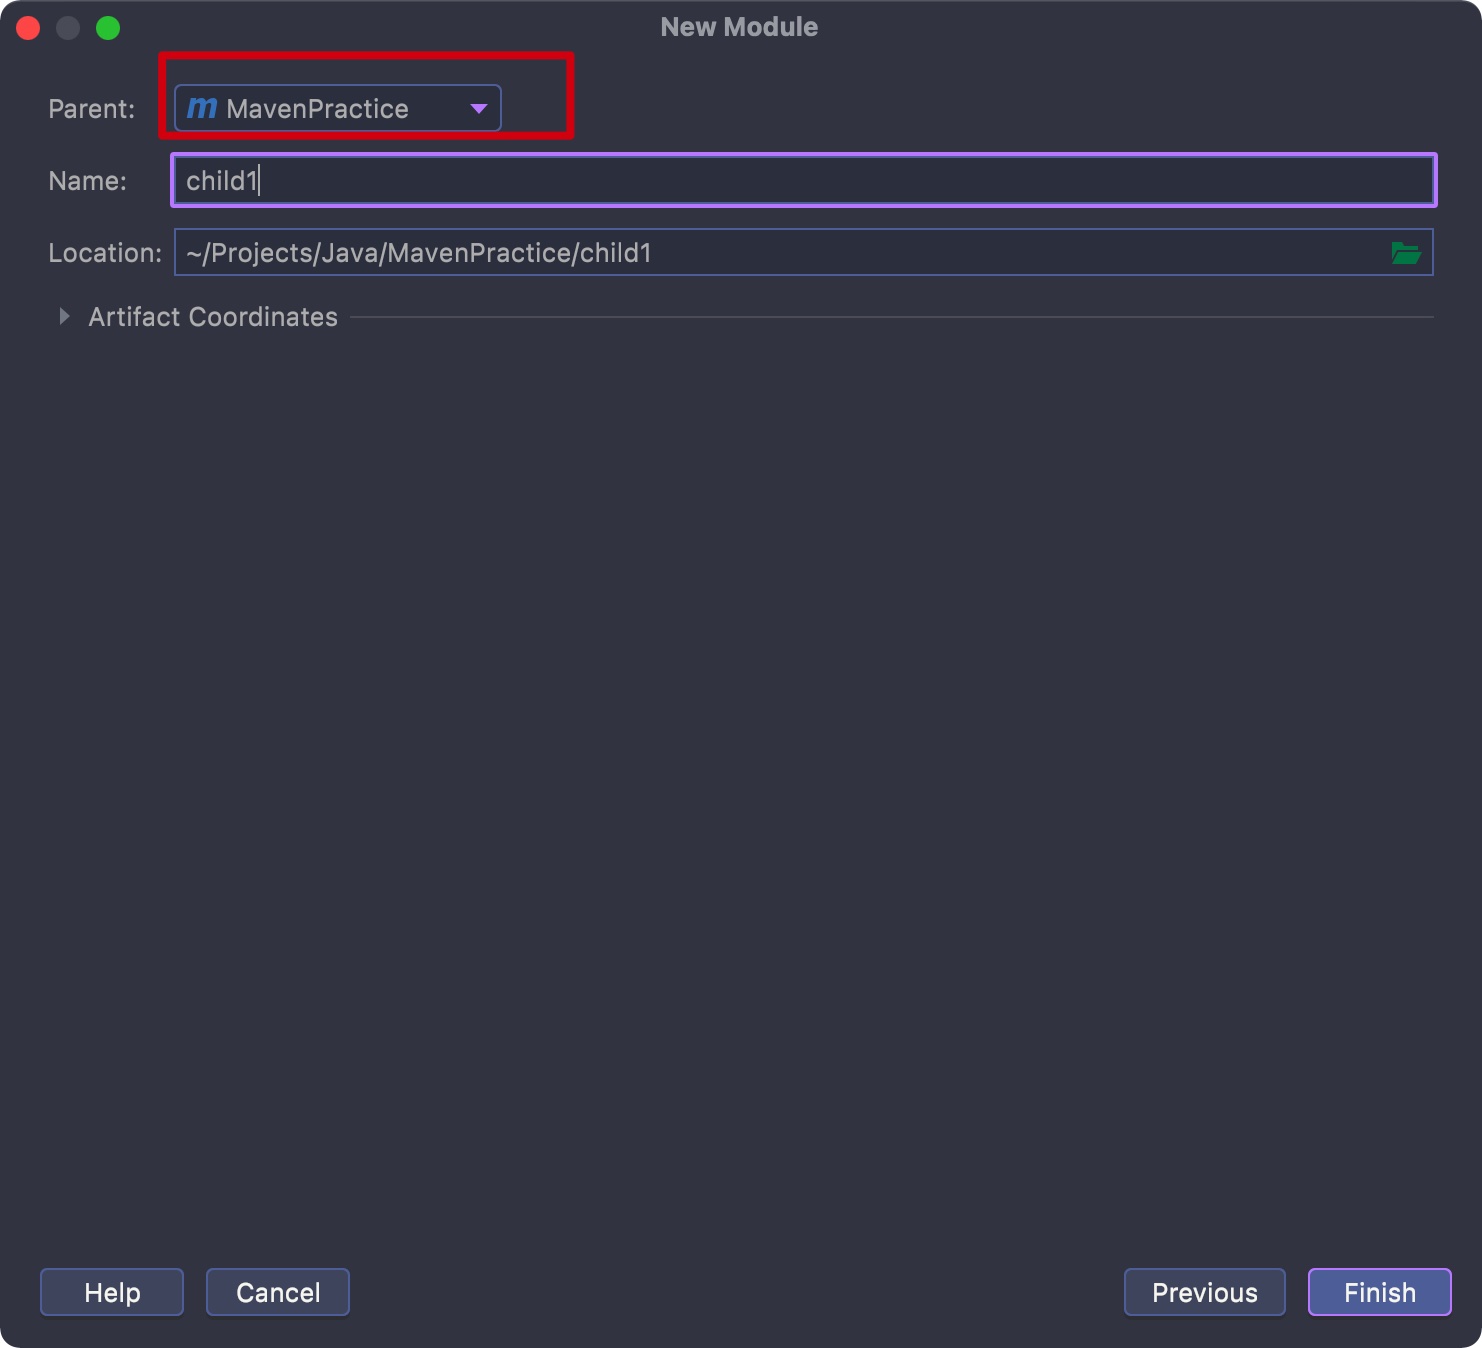 New Module
Parent: m MavenPractice
Name: child1
Location: ~/Projects/Java/MavenPractice/child1
Artifact Coordinates
Help Cancel Previous Finish